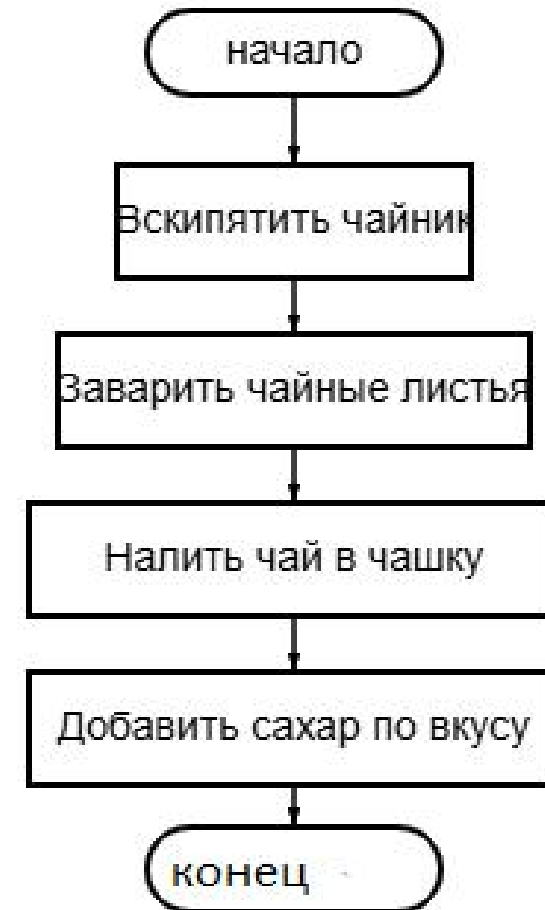 начало
Вскипятить чайник
Заварить чайные листья
Налить чай в чашку
Добавить сахар по вкусу
конец